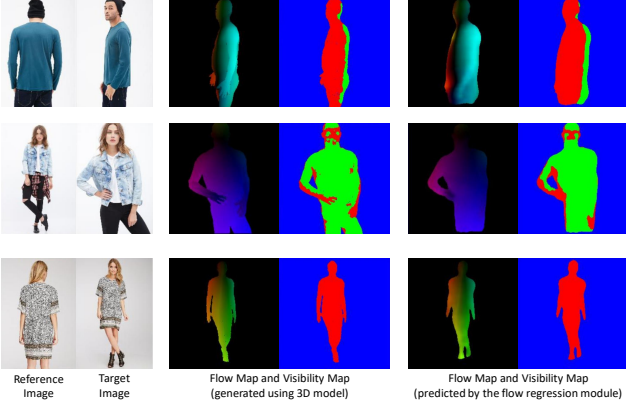 Reference
Image
Target
Image
Flow Map and Visibility Map
(generated using 3D model)
Flow Map and Visibility Map
(predicted by the flow regression module)